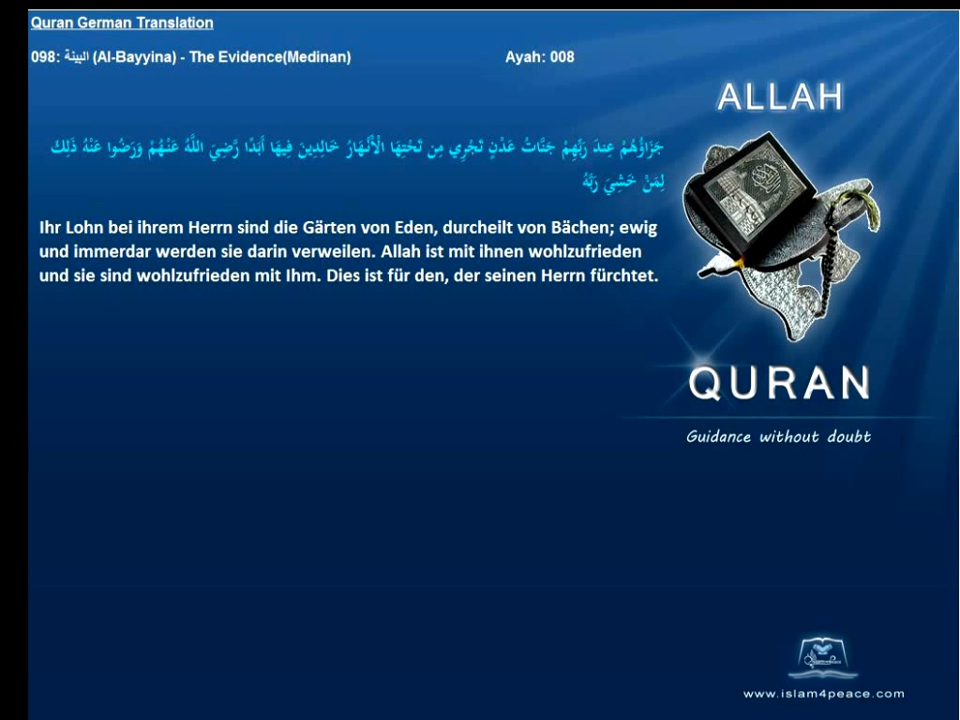 Quran German Translation
098: البينة (Al-Bayyina) - The Evidence(Medinan)
Ayah: 008
ALLAH
جَزَاؤُهُمْ عِندَ رَبِّهِمْ جَنَّاتُ عَدْنٍ تَجْرِي مِن تَحْتِهَا الْأَنْهَارُ خَالِدِينَ فِيهَا أَبَدًا رَّضِيَ اللَّهُ عَنْهُمْ وَرَضُوا عَنْهُ ذَلِكَ
لِمَنْ خَشِيَ رَبَّهُ
Ihr Lohn bei ihrem Herrn sind die Gärten von Eden, durcheilt von Bächen; ewig
und immerdar werden sie darin verweilen. Allah ist mit ihnen wohlzufrieden
und sie sind wohlzufrieden mit Ihm. Dies ist für den, der seinen Herrn fürchtet.
QURAN
Guidance without doubt
www.islam4peace.com